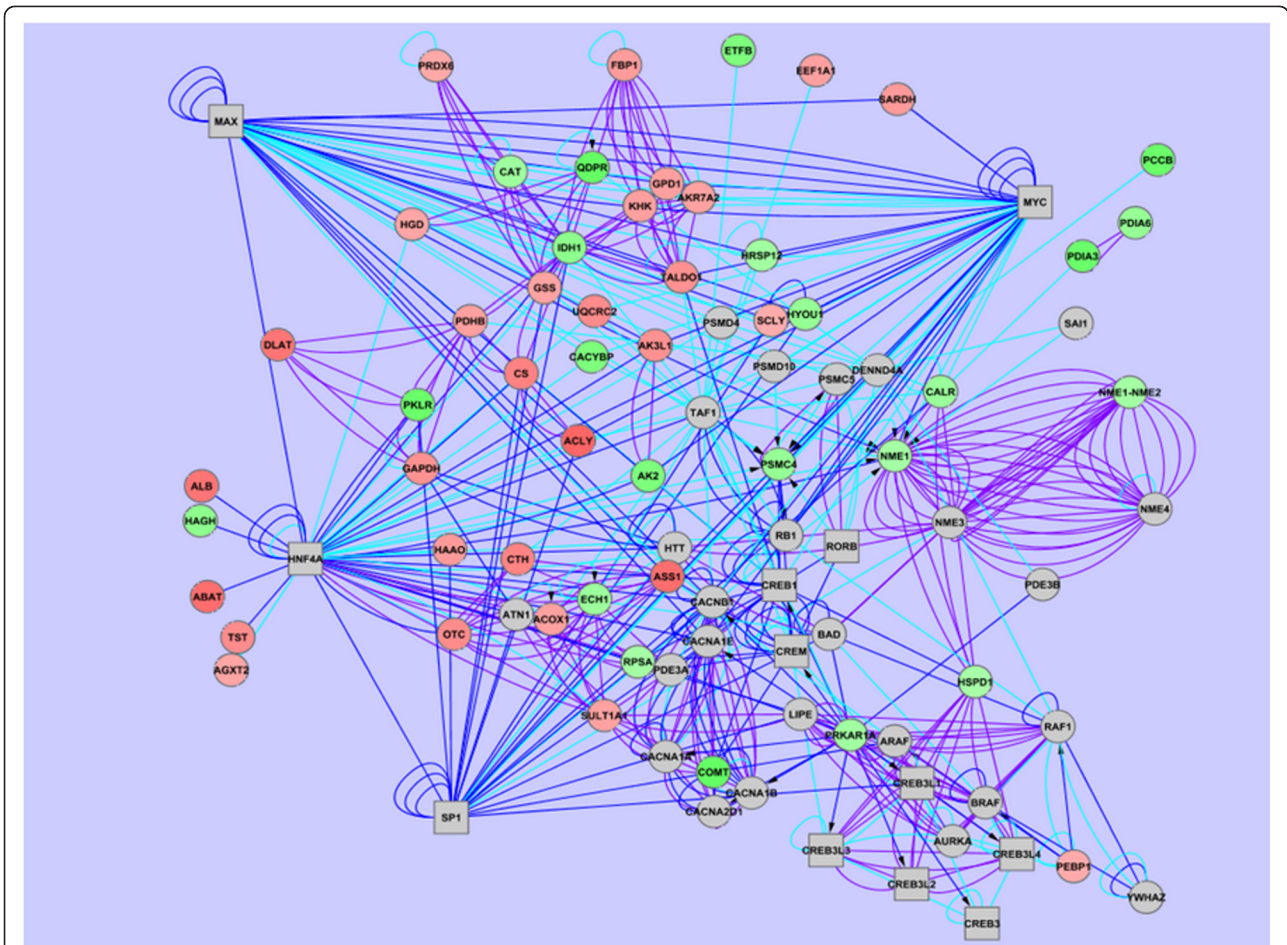 ETFB
PRDX6
FBP1
EEF1A1
SARDH
MAX
PCCB
CAT
QDPR
GPD1
AKR7A2
KHK
MYC
HGD
PDIA6
IDH1
HRSP12
PDIA3
TALDO1
GSS
UQCRC2
PDHB
PSMD4
SCLY
HYOU1
SAI1
DLAT
AK3L1
CACYBP
CS
PSMD10
PSMC5
DENND4A
CALR
NME1-NME2
PKLR
TAF1
ACLY
NME1
GAPDH
PSMC4
AK2
ALB
HAGH
NME4
NME3
RB1
RORB
HTT
HAAO
HNF4A
CTH
ASS1
CREB1
PDE3B
ABAT
ECH1
CACNB1
ATN1
ACOX1
TST
OTC
BAD
CACNA1E
CREM
AGXT2
RPSA
PDE3A
HSPD1
SULT1A1
LIPE
RAF1
PRKAR1A
ARAF
CACNA1A
COMT
CREB3L1
CACNA1B
BRAF
CACNA2D1
SP1
AURKA
CREB3L3
CREB3L4
PEBP1
CREB3L2
YWHAZ
CREB3